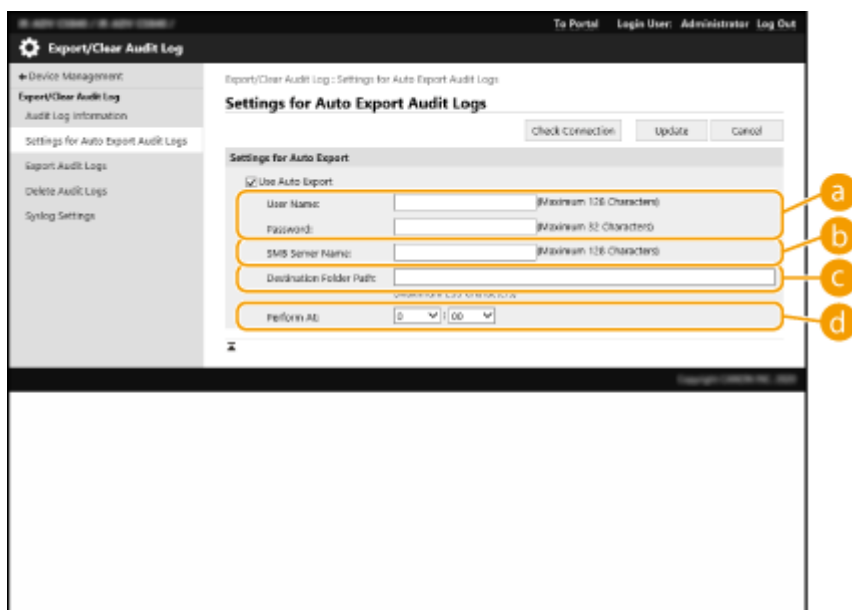 To Portal Login User: Administrator Log Out
Export/Clear Audit Log
Device Management
Export/Clear Audit Log
Audit Log Information
Settings for Auto Export Audit Logs
Export Audit Logs
Delete Audit Logs
Syslog Settings
Export/Clear Audit Log : Settings for Auto Export Audit Logs
Settings for Auto Export Audit Logs
Check Connection Update Cancel
Settings for Auto Export
Use Auto Export
User Name: (Maximum 128 Characters)
Password: (Maximum 32 Characters)
SMB Server Name: (Maximum 128 Characters)
Destination Folder Path:
Perform At: 0 : 00
a
b
c
d